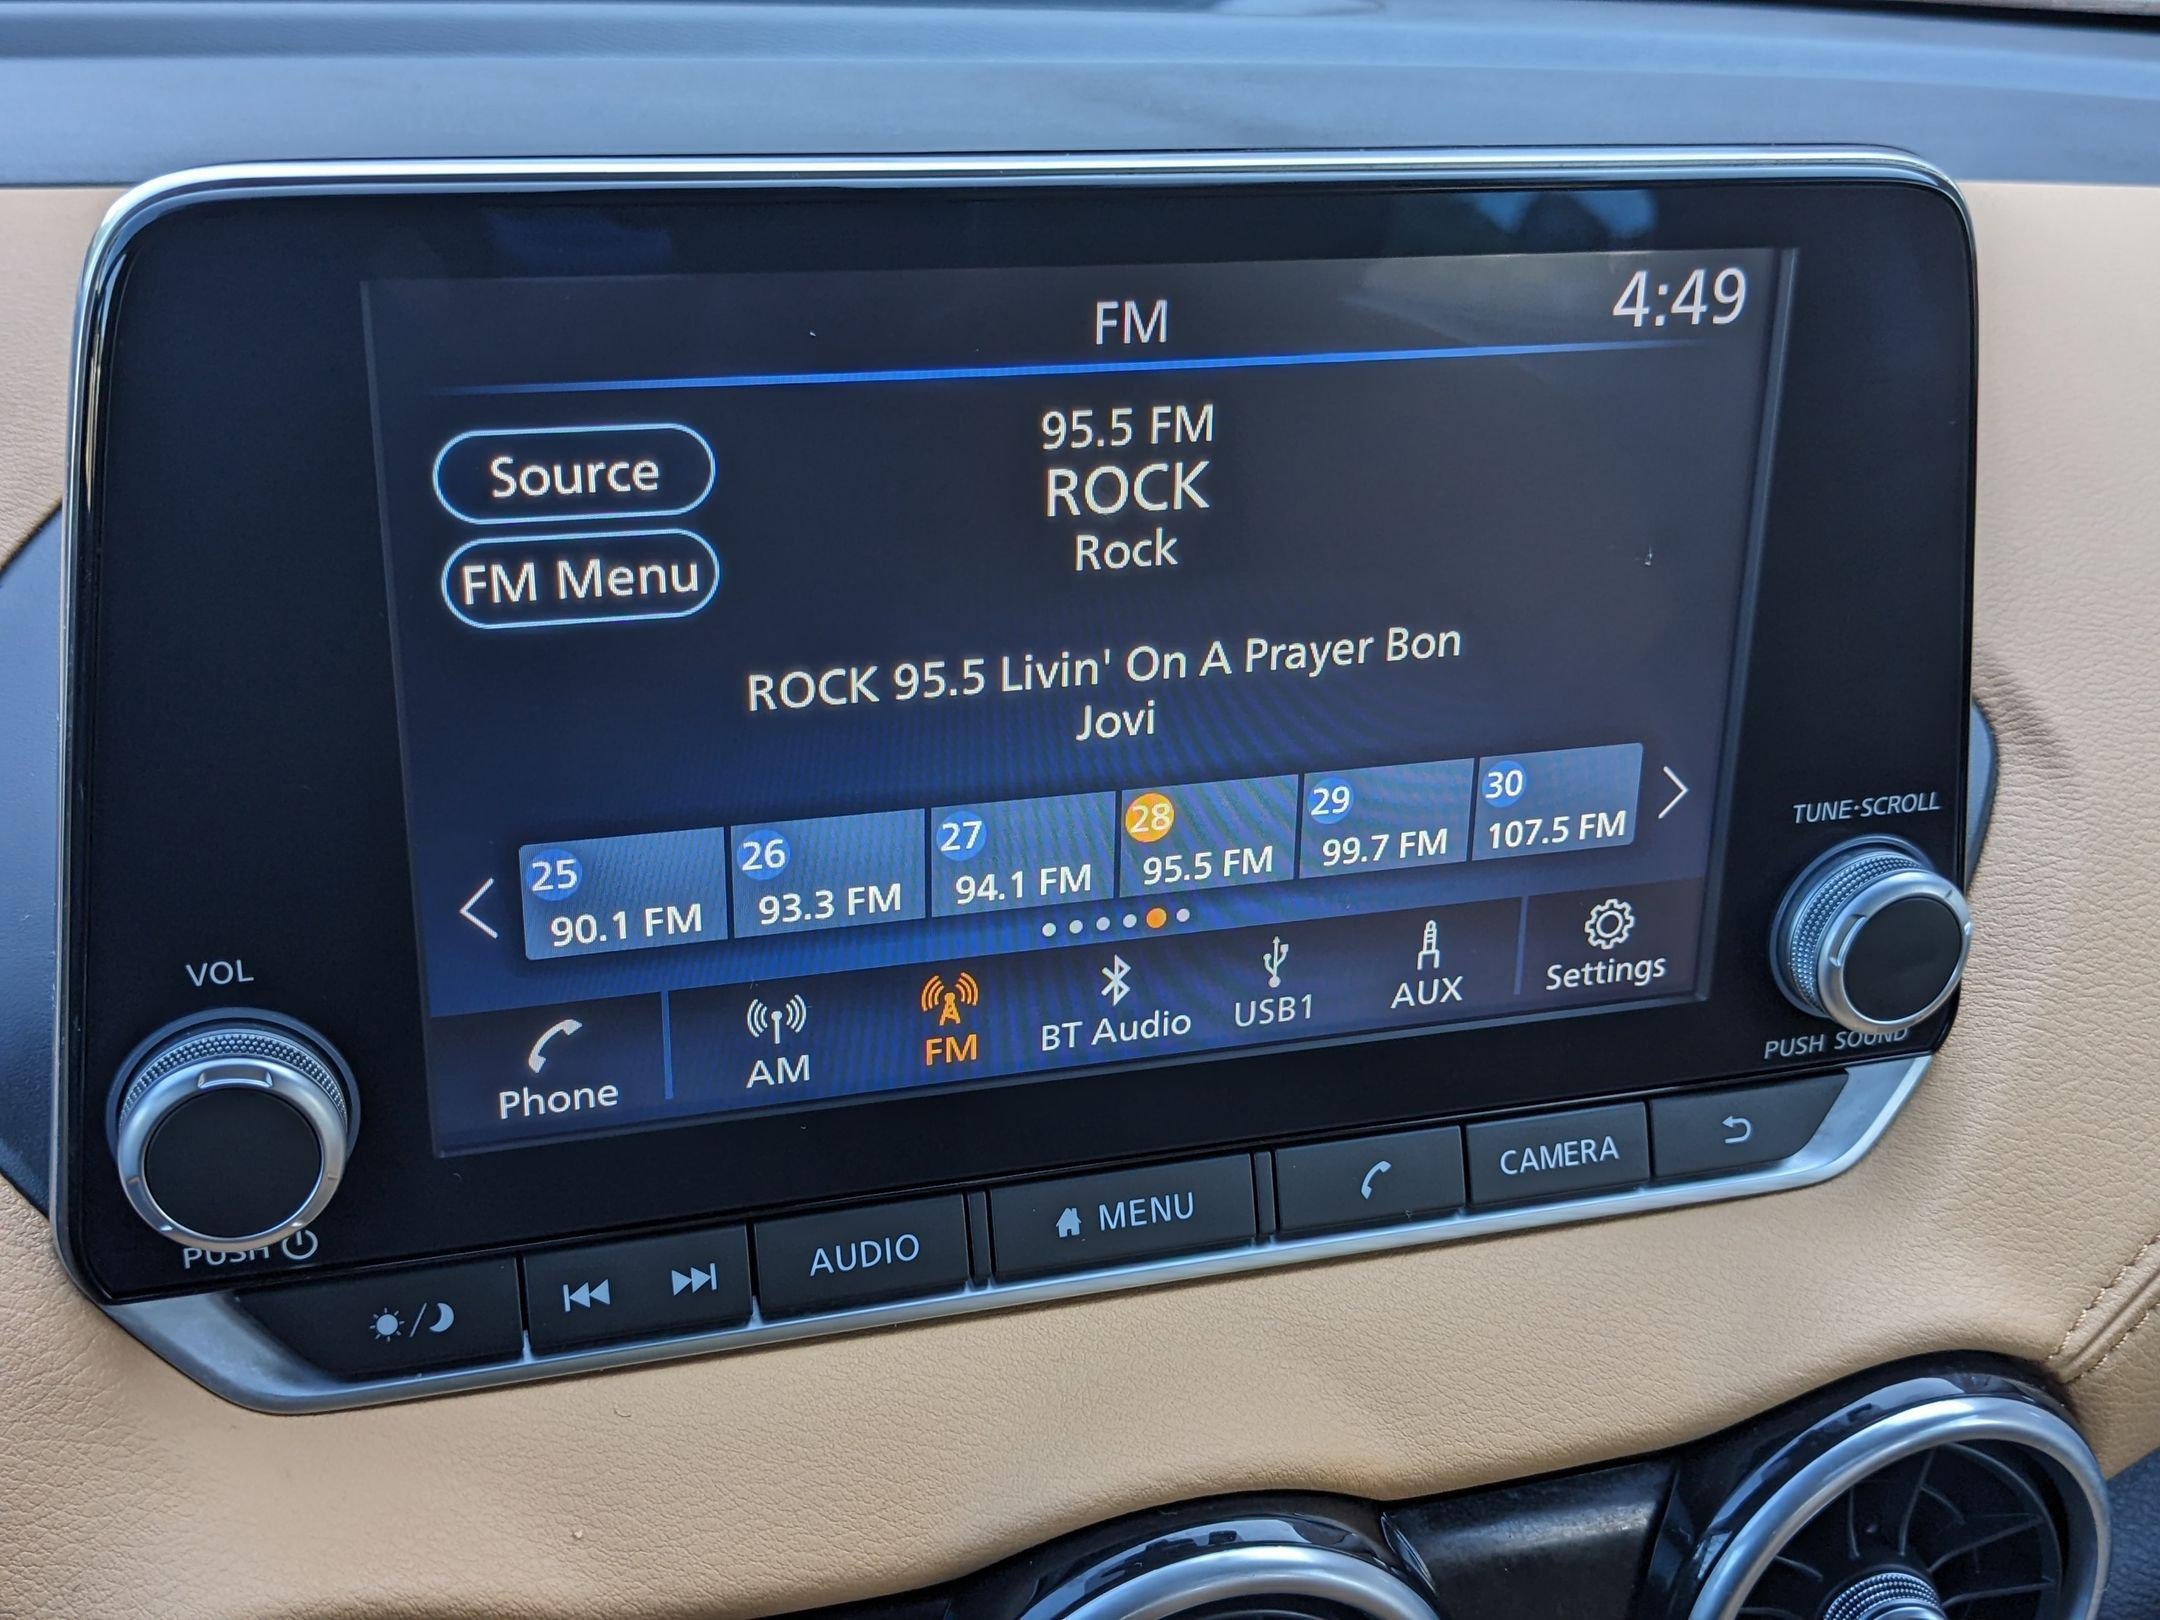 FM
4:49
Source
FM Menu
95.5 FM
ROCK
Rock
ROCK 95.5 Livin' On A Prayer Bon
Jovi
25
90.1 FM
26
93.3 FM
27
94.1 FM
28
95.5 FM
29
99.7 FM
30
107.5 FM
Phone
AM
FM
BT Audio
USB1
AUX
Settings
VOL
PUSH
TUNE·SCROLL
PUSH SOUND
AUDIO
MENU
CAMERA